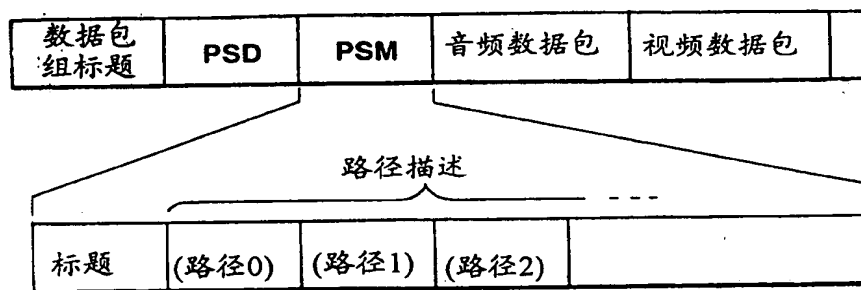 数据包
组标题
PSD
PSM
音频数据包
视频数据包
路径描述
标题
(路径0)
(路径1)
(路径2)